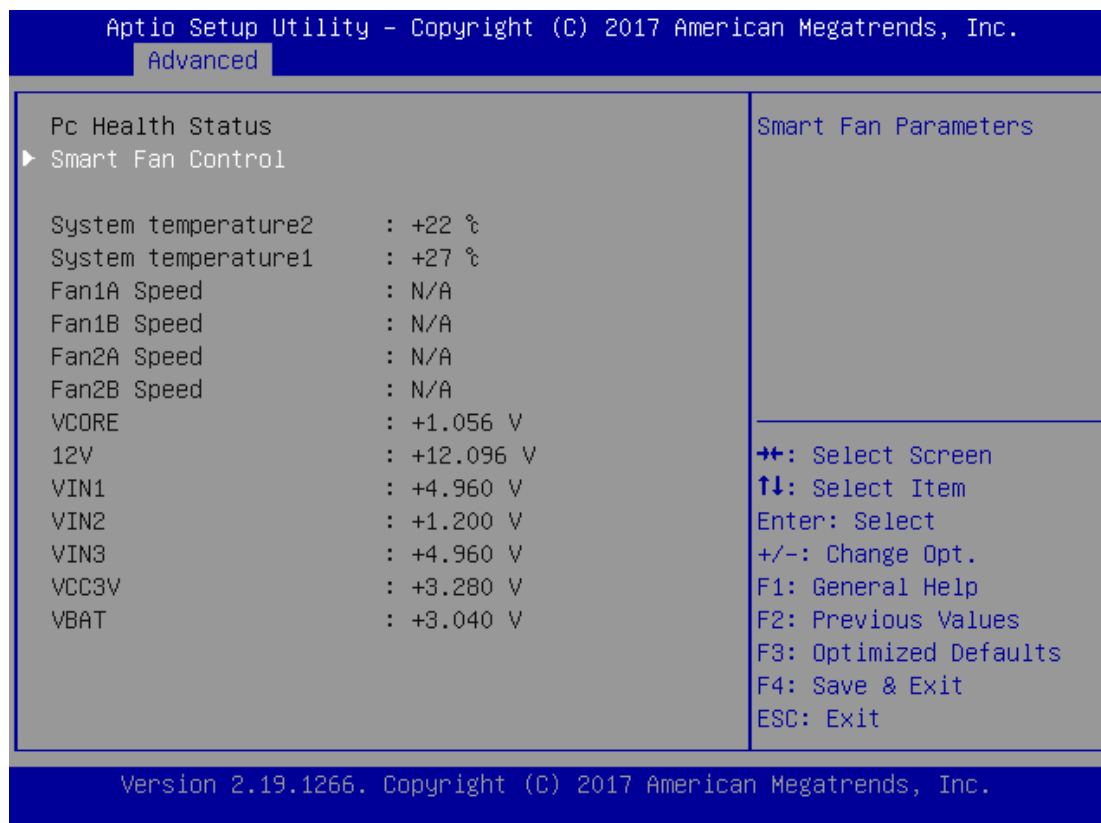 Aptio Setup Utility – Copyright (C) 2017 American Megatrends, Inc.
Advanced
Pc Health Status
Smart Fan Control
System temperature2 : +22 ℃
System temperature1 : +27 ℃
Fan1A Speed : N/A
Fan1B Speed : N/A
Fan2A Speed : N/A
Fan2B Speed : N/A
VCORE : +1.056 V
12V : +12.096 V
VIN1 : +4.960 V
VIN2 : +1.200 V
VIN3 : +4.960 V
VCC3V : +3.280 V
VBAT : +3.040 V
Smart Fan Parameters
→←: Select Screen
↑↓: Select Item
Enter: Select
+/-: Change Opt.
F1: General Help
F2: Previous Values
F3: Optimized Defaults
F4: Save & Exit
ESC: Exit
Version 2.19.1266. Copyright (C) 2017 American Megatrends, Inc.